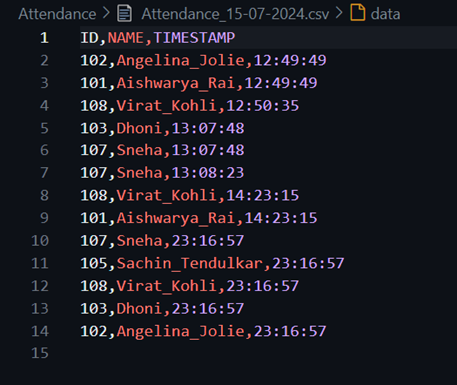 Attendance > Attendance_15-07-2024.csv > data
1 ID,NAME,TIMESTAMP
2 102,Angelina_Jolie,12:49:49
3 101,Aishwarya_Rai,12:49:49
4 108,Virat_Kohli,12:50:35
5 103,Dhoni,13:07:48
6 107,Sneha,13:07:48
7 107,Sneha,13:08:23
8 108,Virat_Kohli,14:23:15
9 101,Aishwarya_Rai,14:23:15
10 107,Sneha,23:16:57
11 105,Sachin_Tendulkar,23:16:57
12 108,Virat_Kohli,23:16:57
13 103,Dhoni,23:16:57
14 102,Angelina_Jolie,23:16:57
15